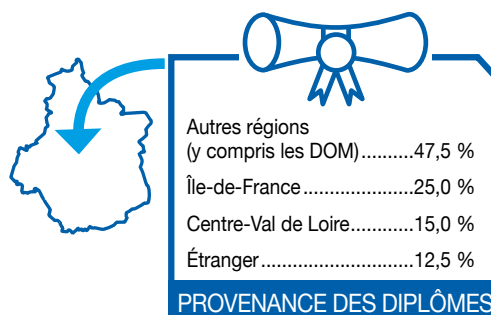 Autres régions
(y compris les DOM)..........47,5 %
Île-de-France.....................25,0 %
Centre-Val de Loire............15,0 %
Étranger.............................12,5 %
PROVENANCE DES DIPLÔMES